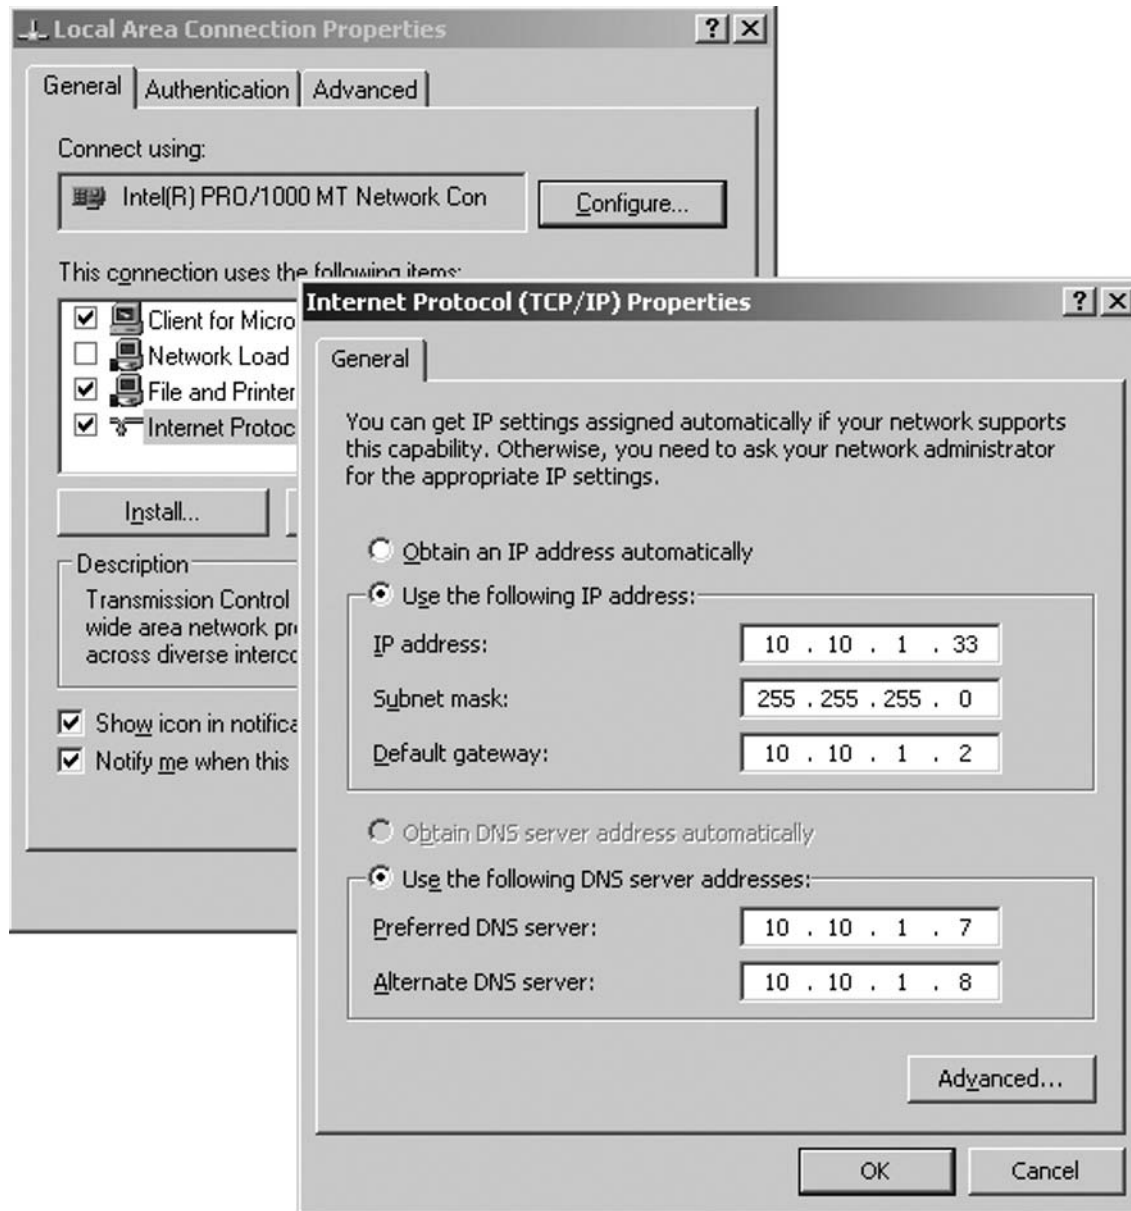 Local Area Connection Properties
General
Authentication
Advanced
Connect using:
Intel(R) PRO/1000 MT Network Con
Configure...
This connection uses the following items:
Client for Micro
Network Load
File and Printer
Internet Protoc
Install...
Description
Transmission Control
wide area network pr
across diverse interc
Show icon in notifica
Notify me when this
Internet Protocol (TCP/IP) Properties
General
You can get IP settings assigned automatically if your network supports
this capability. Otherwise, you need to ask your network administrator
for the appropriate IP settings.
Obtain an IP address automatically
Use the following IP address:
IP address: 10 . 10 . 1 . 33
Subnet mask: 255 . 255 . 255 . 0
Default gateway: 10 . 10 . 1 . 2
Obtain DNS server address automatically
Use the following DNS server addresses:
Preferred DNS server: 10 . 10 . 1 . 7
Alternate DNS server: 10 . 10 . 1 . 8
Advanced...
OK
Cancel